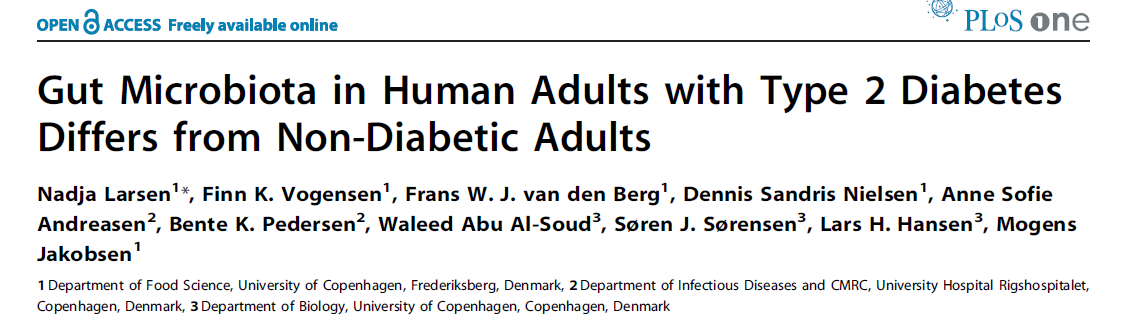 OPEN ACCESS Freely available online
PLoS one
Gut Microbiota in Human Adults with Type 2 Diabetes
Differs from Non-Diabetic Adults
Nadja Larsen1*, Finn K. Vogensen1, Frans W. J. van den Berg1, Dennis Sandris Nielsen1, Anne Sofie
Andreasen2, Bente K. Pedersen2, Waleed Abu Al-Soud3, Søren J. Sørensen3, Lars H. Hansen3, Mogens
Jakobsen1
1 Department of Food Science, University of Copenhagen, Frederiksberg, Denmark, 2 Department of Infectious Diseases and CMRC, University Hospital Rigshospitalet,
Copenhagen, Denmark, 3 Department of Biology, University of Copenhagen, Copenhagen, Denmark